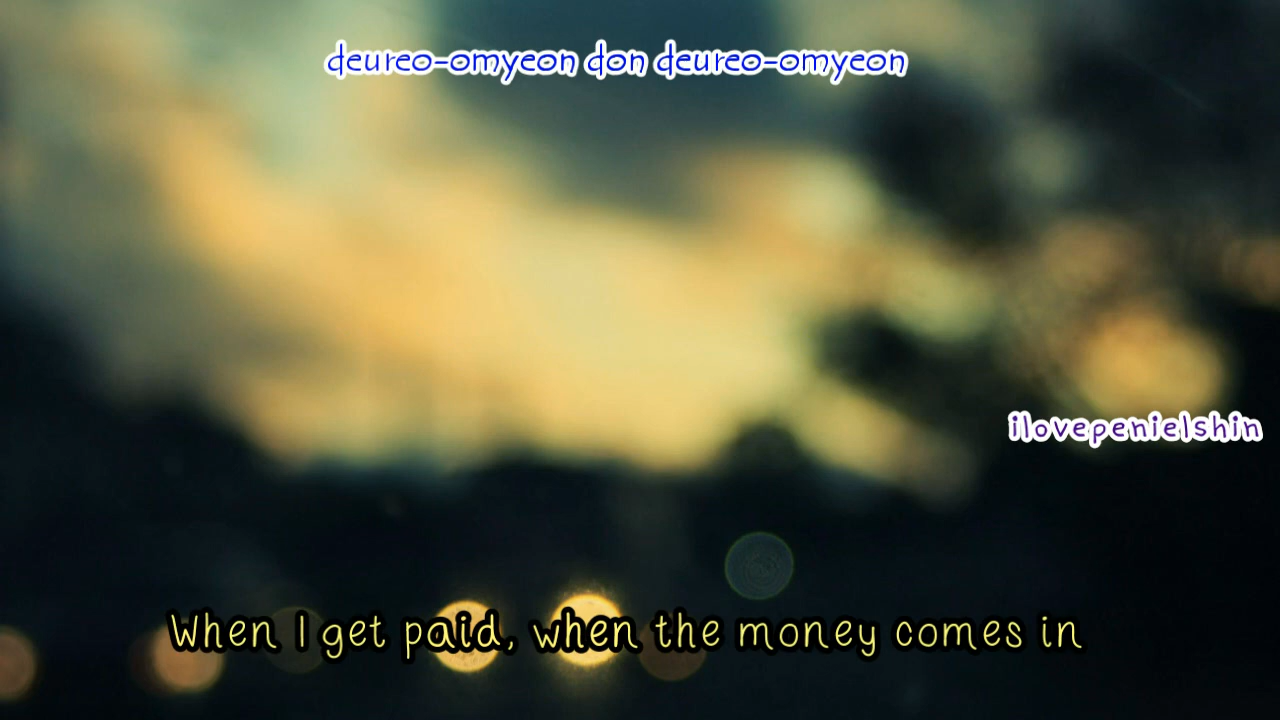 deureo-omyeon don deureo-omyeon
ilovepenielshin
When I get paid, when the money comes in